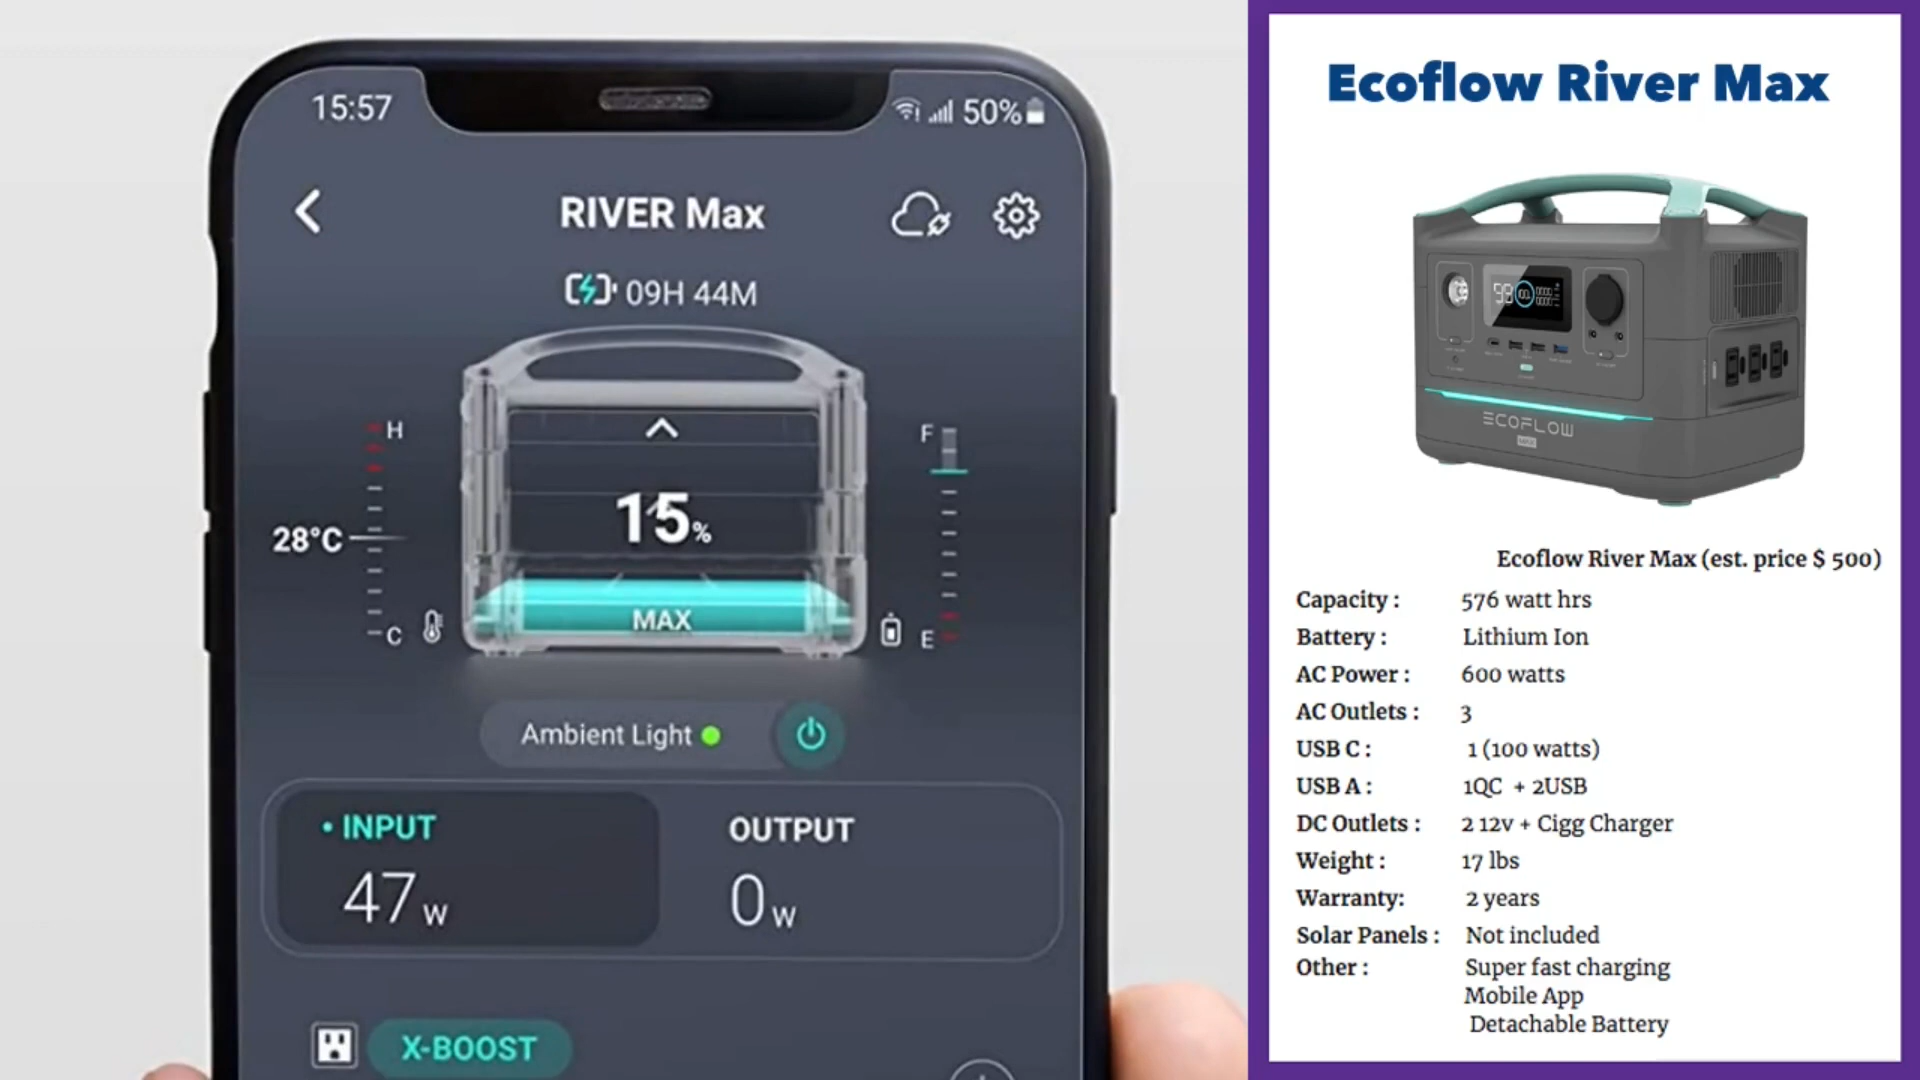 15:57
50%
RIVER Max
09H 44M
H
F
15%
28°C
MAX
C
E
Ambient Light
• INPUT
OUTPUT
47 W
0 W
X-BOOST
Ecoflow River Max
ECOFLOW
MAX
Ecoflow River Max (est. price $ 500)
Capacity : 576 watt hrs
Battery : Lithium Ion
AC Power : 600 watts
AC Outlets : 3
USB C : 1 (100 watts)
USB A : 1QC + 2USB
DC Outlets : 2 12v + Cigg Charger
Weight : 17 lbs
Warranty: 2 years
Solar Panels : Not included
Other : Super fast charging
Mobile App
Detachable Battery